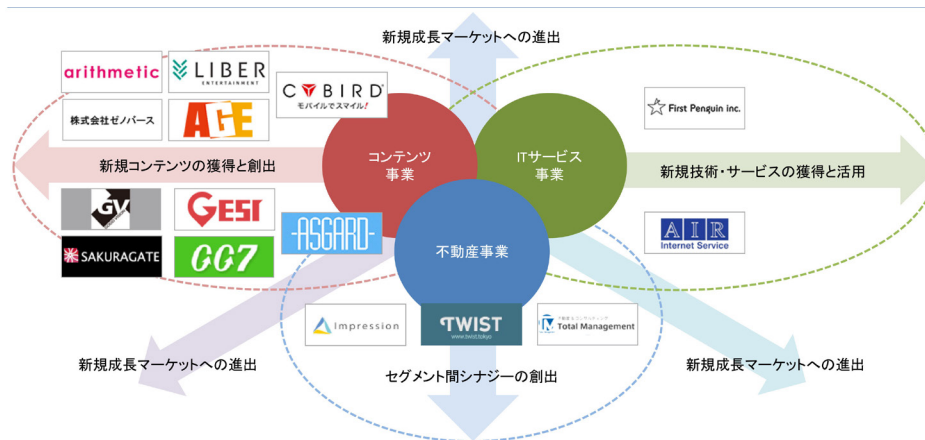 新規成長マーケットへの進出
arithmetic
LIBER
ENTERTAINMENT
CYBIRD
モバイルでスマイル!
株式会社ゼノバース
AGE
First Penguin inc.
コンテンツ
事業
ITサービス
事業
新規コンテンツの獲得と創出
新規技術・サービスの獲得と活用
GV
GESI
ASGARD
SAKURAGATE
CC7
AIR
Internet Service
不動産事業
Impression
TWIST
www.twist.tokyo
Total Management
新規成長マーケットへの進出
セグメント間シナジーの創出
新規成長マーケットへの進出